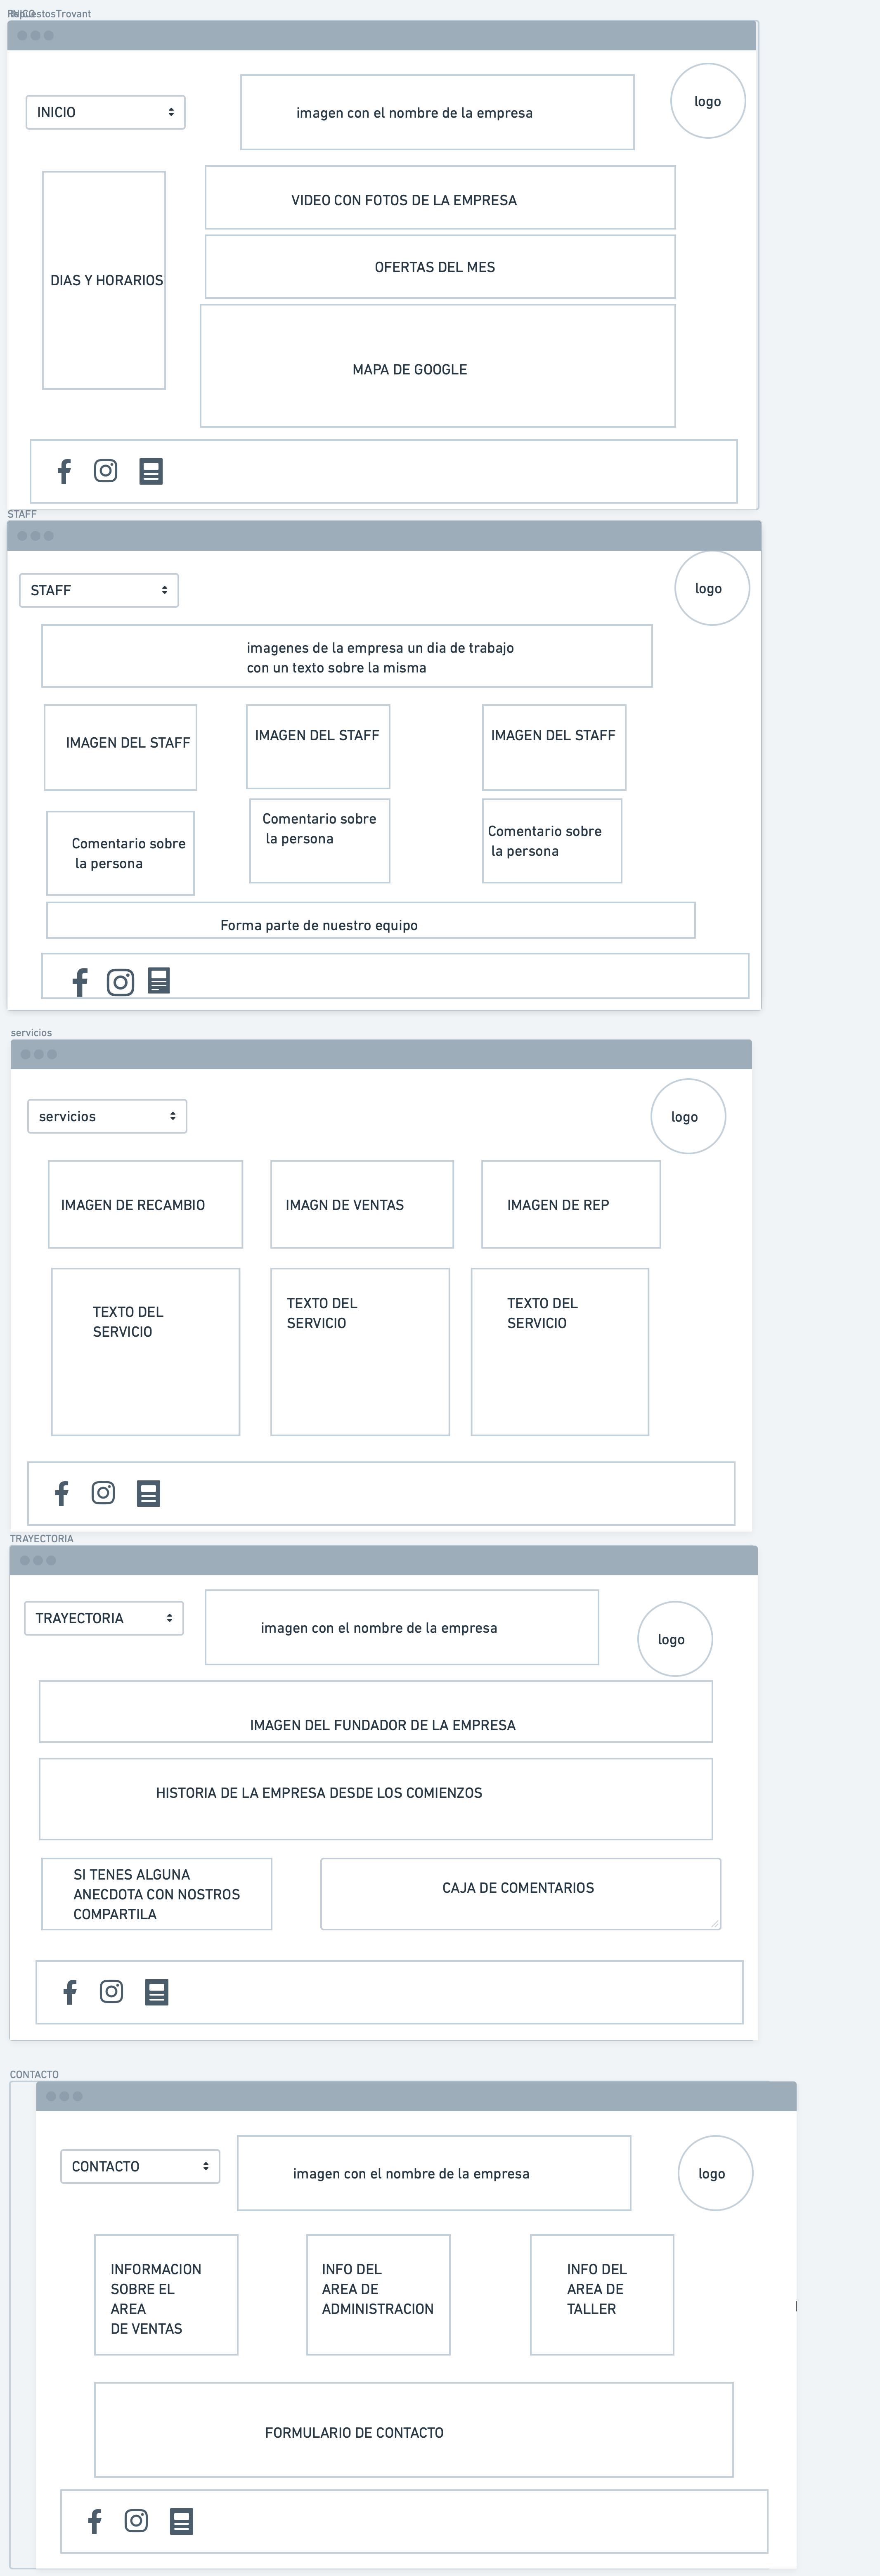 RepuestosTrovant
INICIO
imagen con el nombre de la empresa
logo
VIDEO CON FOTOS DE LA EMPRESA
DIAS Y HORARIOS
OFERTAS DEL MES
MAPA DE GOOGLE
STAFF
STAFF
logo
imagenes de la empresa un dia de trabajo
con un texto sobre la misma
IMAGEN DEL STAFF
IMAGEN DEL STAFF
IMAGEN DEL STAFF
Comentario sobre
la persona
Comentario sobre
la persona
Comentario sobre
la persona
Forma parte de nuestro equipo
servicios
servicios
logo
IMAGEN DE RECAMBIO
IMAGN DE VENTAS
IMAGEN DE REP
TEXTO DEL
SERVICIO
TEXTO DEL
SERVICIO
TEXTO DEL
SERVICIO
TRAYECTORIA
TRAYECTORIA
imagen con el nombre de la empresa
logo
IMAGEN DEL FUNDADOR DE LA EMPRESA
HISTORIA DE LA EMPRESA DESDE LOS COMIENZOS
SI TENES ALGUNA
ANECDOTA CON NOSTROS
COMPARTILA
CAJA DE COMENTARIOS
CONTACTO
CONTACTO
imagen con el nombre de la empresa
logo
INFORMACION
SOBRE EL
AREA
DE VENTAS
INFO DEL
AREA DE
ADMINISTRACION
INFO DEL
AREA DE
TALLER
FORMULARIO DE CONTACTO